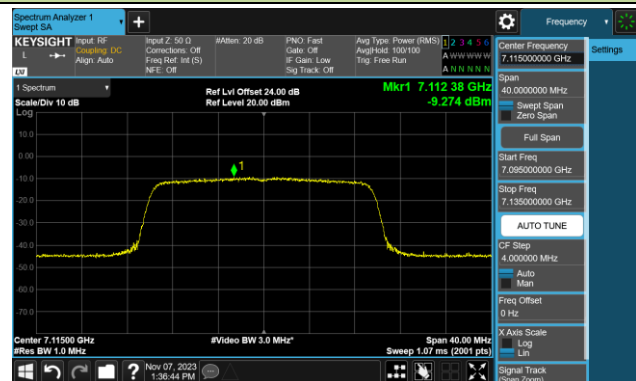 Spectrum Analyzer 1
Swept SA
Frequency
KEYSIGHT
L
LXI
Input: RF
Coupling: DC
Align: Auto
Input Z: 50 Ω
Corrections: Off
Freq Ref: Int (S)
NFE: Off
#Atten: 20 dB
PNO: Fast
Gate: Off
IF Gain: Low
Sig Track: Off
Avg Type: Power (RMS)
Avg|Hold: 100/100
Trig: Free Run
1 2 3 4 5 6
A W W W W W
A N N N N N
1 Spectrum
Scale/Div 10 dB
Log
Ref Lvl Offset 24.00 dB
Ref Level 20.00 dBm
Mkr1 7.112 38 GHz
-9.274 dBm
10.0
0.00
-10.0
-20.0
-30.0
-40.0
-50.0
-60.0
-70.0
1
Center 7.11500 GHz
#Res BW 1.0 MHz
#Video BW 3.0 MHz*
Span 40.00 MHz
Sweep 1.07 ms (2001 pts)
Center Frequency
7.115000000 GHz
Settings
Span
40.0000000 MHz
Swept Span
Zero Span
Full Span
Start Freq
7.095000000 GHz
Stop Freq
7.135000000 GHz
AUTO TUNE
CF Step
4.000000 MHz
Auto
Man
Freq Offset
0 Hz
X Axis Scale
Log
Lin
Signal Track
(Span Zoom)
?
Nov 07, 2023
1:36:44 PM